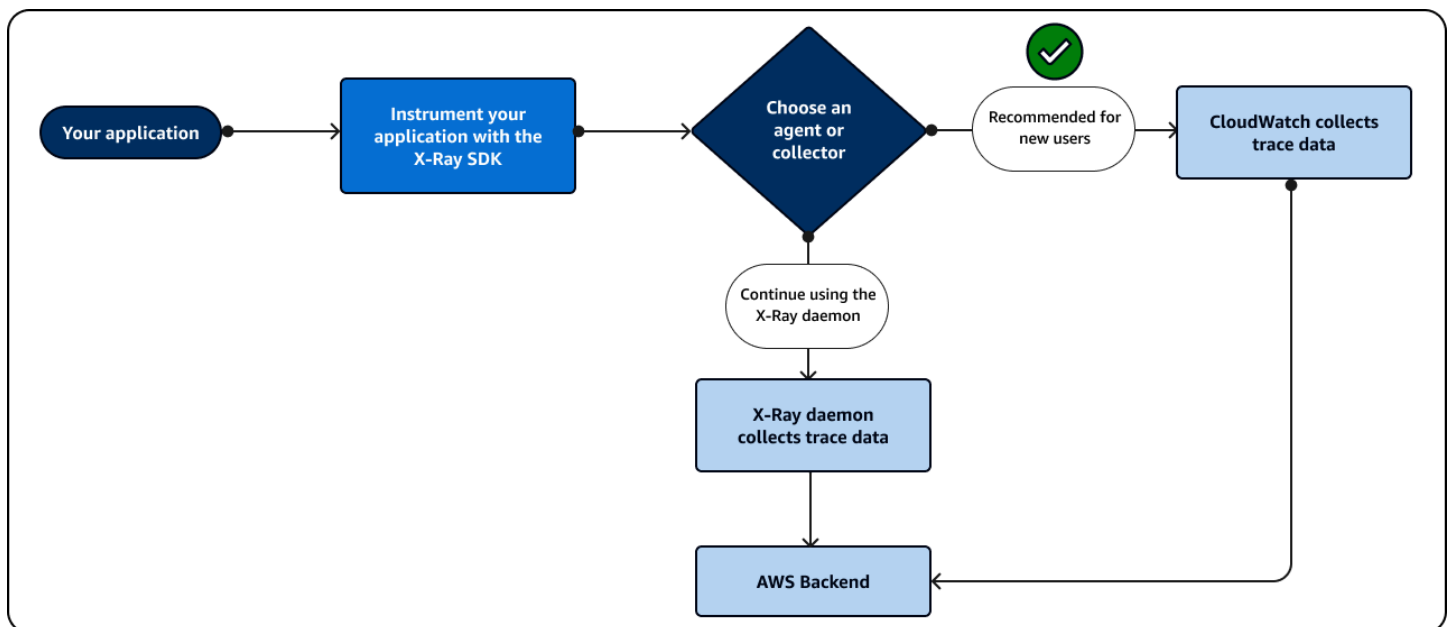 Your application
Instrument your
application with the
X-Ray SDK
Choose an
agent or
collector
Recommended for
new users
CloudWatch collects
trace data
Continue using the
X-Ray daemon
X-Ray daemon
collects trace data
AWS Backend